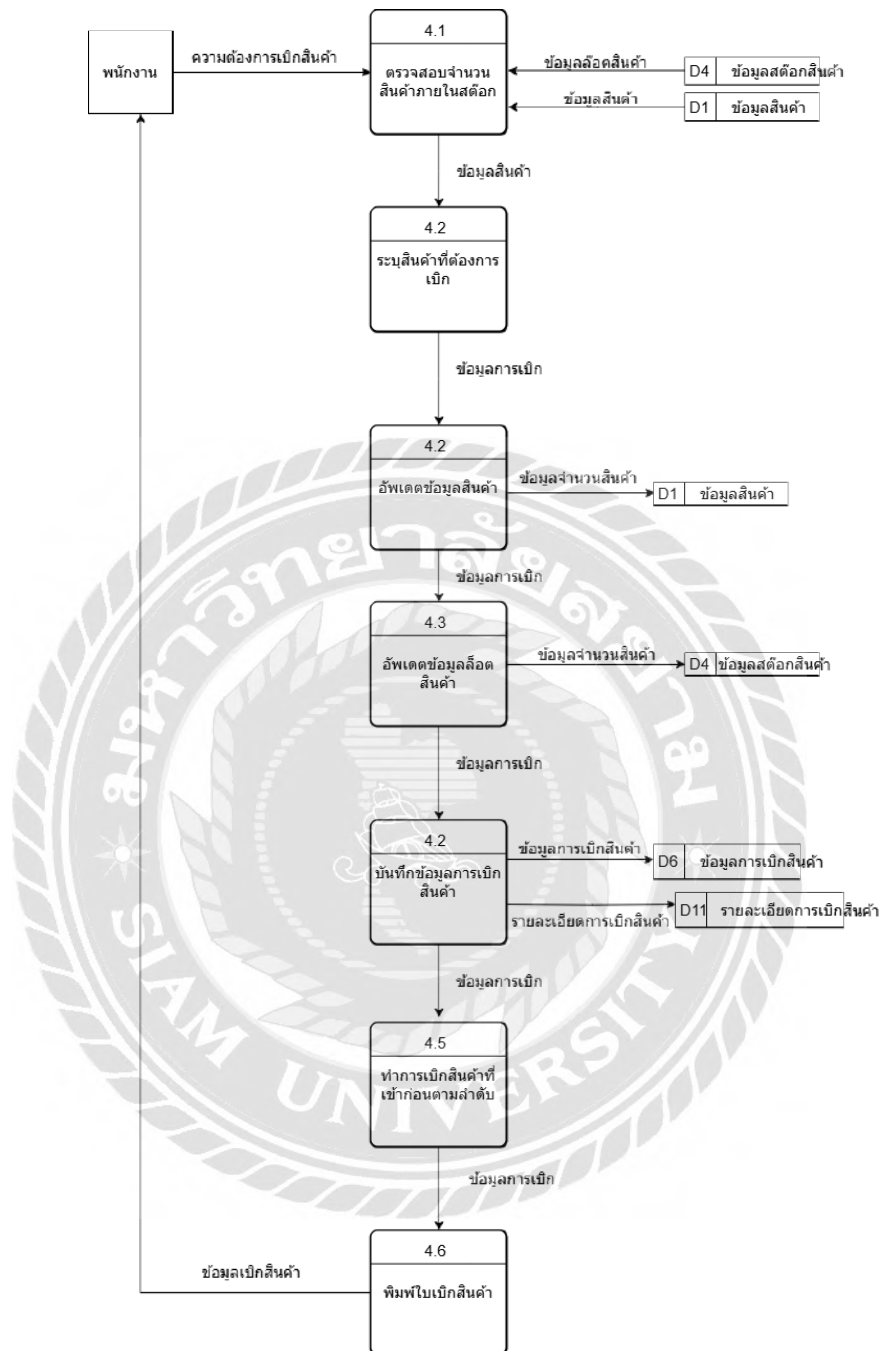 4.1
พนักงาน
ความต้องการเบิกสินค้า
ตรวจสอบจำนวน
สินค้าภายในสต๊อก
ข้อมูลล๊อตสินค้า
D4 ข้อมูลสต๊อกสินค้า
ข้อมูลสินค้า
D1 ข้อมูลสินค้า
ข้อมูลสินค้า
4.2
ระบุสินค้าที่ต้องการ
เบิก
ข้อมูลการเบิก
4.2
อัพเดตข้อมูลสินค้า
ข้อมูลจำนวนสินค้า
D1 ข้อมูลสินค้า
ข้อมูลการเบิก
4.3
อัพเดตข้อมูลล็อต
สินค้า
ข้อมูลจำนวนสินค้า
D4 ข้อมูลสต๊อกสินค้า
ข้อมูลการเบิก
4.2
บันทึกข้อมูลการเบิก
สินค้า
ข้อมูลการเบิกสินค้า
D6 ข้อมูลการเบิกสินค้า
รายละเอียดการเบิกสินค้า
D11 รายละเอียดการเบิกสินค้า
ข้อมูลการเบิก
4.5
ทำการเบิกสินค้าที่
เข้าก่อนตามลำดับ
ข้อมูลการเบิก
4.6
พิมพ์ใบเบิกสินค้า
ข้อมูลเบิกสินค้า
มหาวิทยาลัยสยาม
SIAM UNIVERSITY